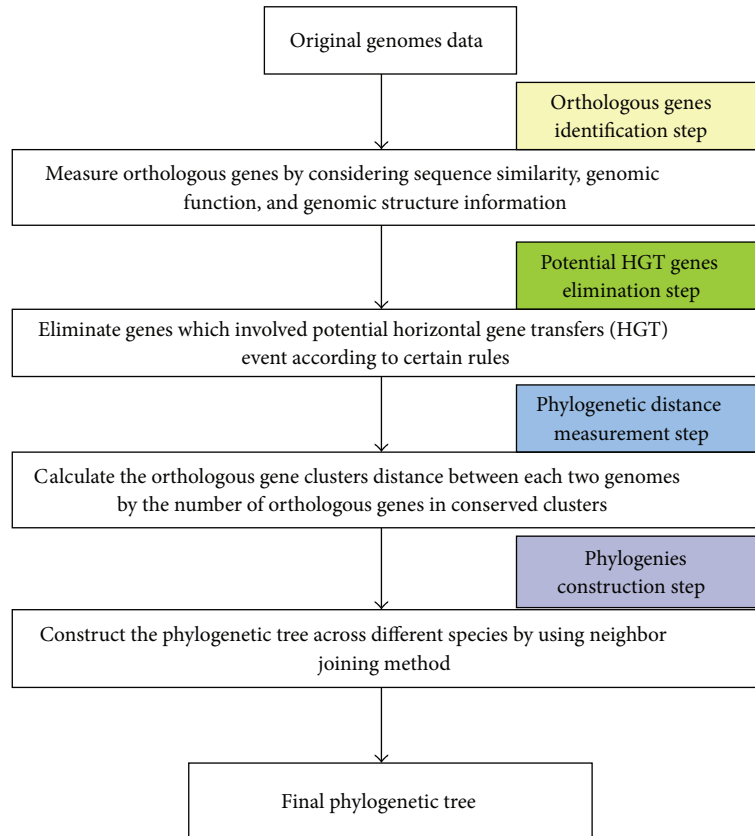 Original genomes data
Orthologous genes
identification step
Measure orthologous genes by considering sequence similarity, genomic
function, and genomic structure information
Potential HGT genes
elimination step
Eliminate genes which involved potential horizontal gene transfers (HGT)
event according to certain rules
Phylogenetic distance
measurement step
Calculate the orthologous gene clusters distance between each two genomes
by the number of orthologous genes in conserved clusters
Phylogenies
construction step
Construct the phylogenetic tree across different species by using neighbor
joining method
Final phylogenetic tree